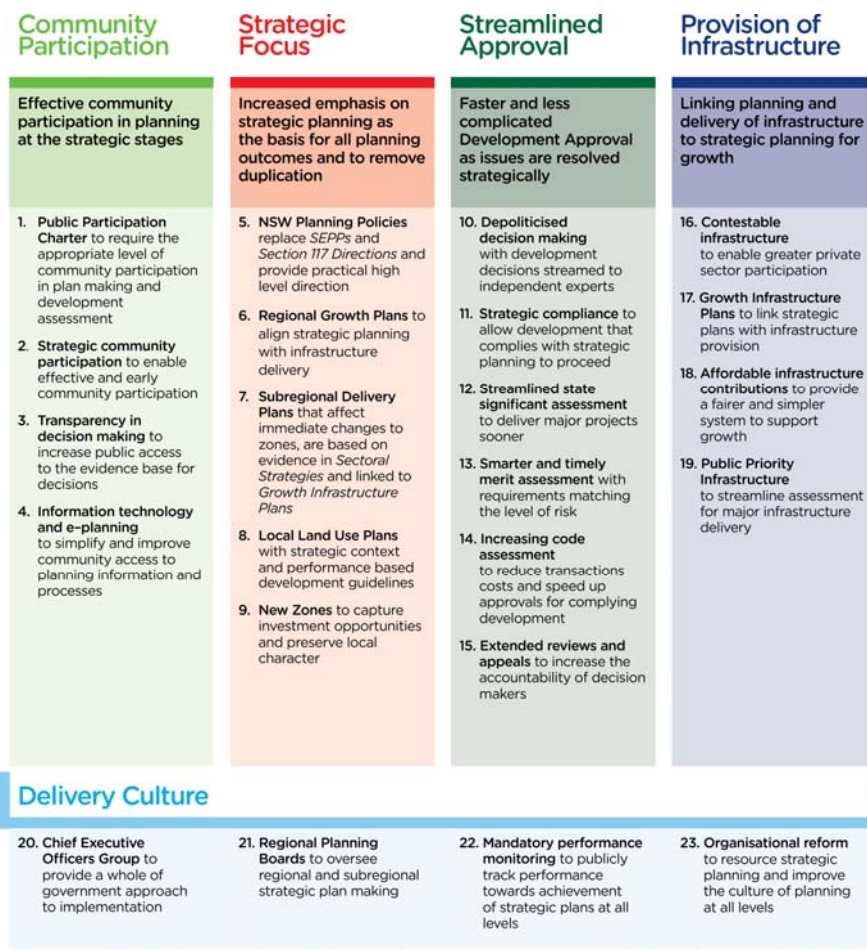 Community
Participation
Effective community
participation in planning
at the strategic stages
1. Public Participation
Charter to require the
appropriate level of
community participation
in plan making and
development
assessment
2. Strategic community
participation to enable
effective and early
community participation
3. Transparency in
decision making to
increase public access
to the evidence base for
decisions
4. Information technology
and e-planning
to simplify and improve
community access to
planning information and
processes
Strategic
Focus
Increased emphasis on
strategic planning as
the basis for all planning
outcomes and to remove
duplication
5. NSW Planning Policies
replace SEPPs and
Section 117 Directions and
provide practical high
level direction
6. Regional Growth Plans to
align strategic planning
with infrastructure
delivery
7. Subregional Delivery
Plans that affect
immediate changes to
zones, are based on
evidence in Sectoral
Strategies and linked to
Growth Infrastructure
Plans
8. Local Land Use Plans
with strategic context
and performance based
development guidelines
9. New Zones to capture
investment opportunities
and preserve local
character
Streamlined
Approval
Faster and less
complicated
Development Approval
as issues are resolved
strategically
10. Depoliticised
decision making
with development
decisions streamed to
independent experts
11. Strategic compliance to
allow development that
complies with strategic
planning to proceed
12. Streamlined state
significant assessment
to deliver major projects
sooner
13. Smarter and timely
merit assessment with
requirements matching
the level of risk
14. Increasing code
assessment
to reduce transactions
costs and speed up
approvals for complying
development
15. Extended reviews and
appeals to increase the
accountability of decision
makers
Provision of
Infrastructure
Linking planning and
delivery of infrastructure
to strategic planning for
growth
16. Contestable
infrastructure
to enable greater private
sector participation
17. Growth Infrastructure
Plans to link strategic
plans with infrastructure
provision
18. Affordable infrastructure
contributions to provide
a fairer and simpler
system to support
growth
19. Public Priority
Infrastructure
to streamline assessment
for major infrastructure
delivery
Delivery Culture
20. Chief Executive
Officers Group to
provide a whole of
government approach
to implementation
21. Regional Planning
Boards to oversee
regional and subregional
strategic plan making
22. Mandatory performance
monitoring to publicly
track performance
towards achievement
of strategic plans at all
levels
23. Organisational reform
to resource strategic
planning and improve
the culture of planning
at all levels